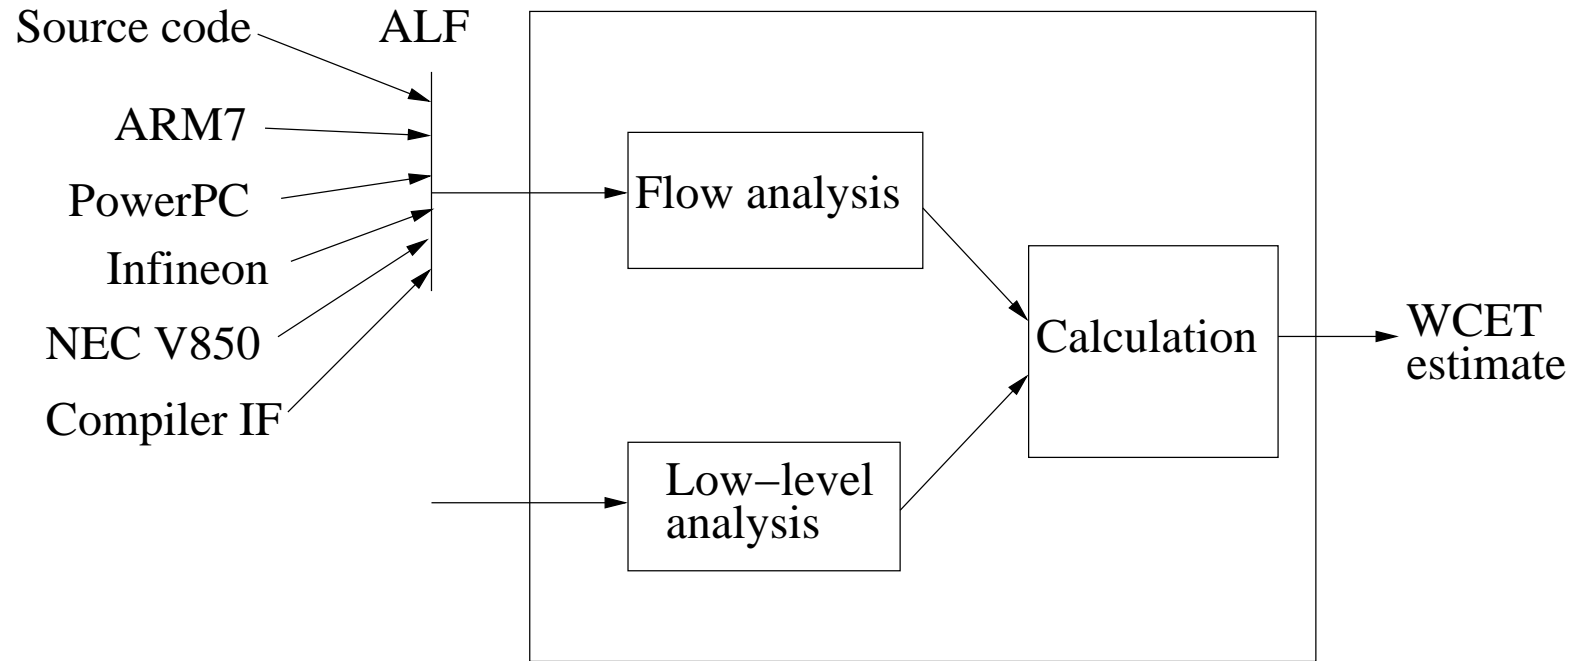 Source code
ALF
ARM7
PowerPC
Infineon
NEC V850
Compiler IF
Flow analysis
Low−level
analysis
Calculation
WCET
estimate